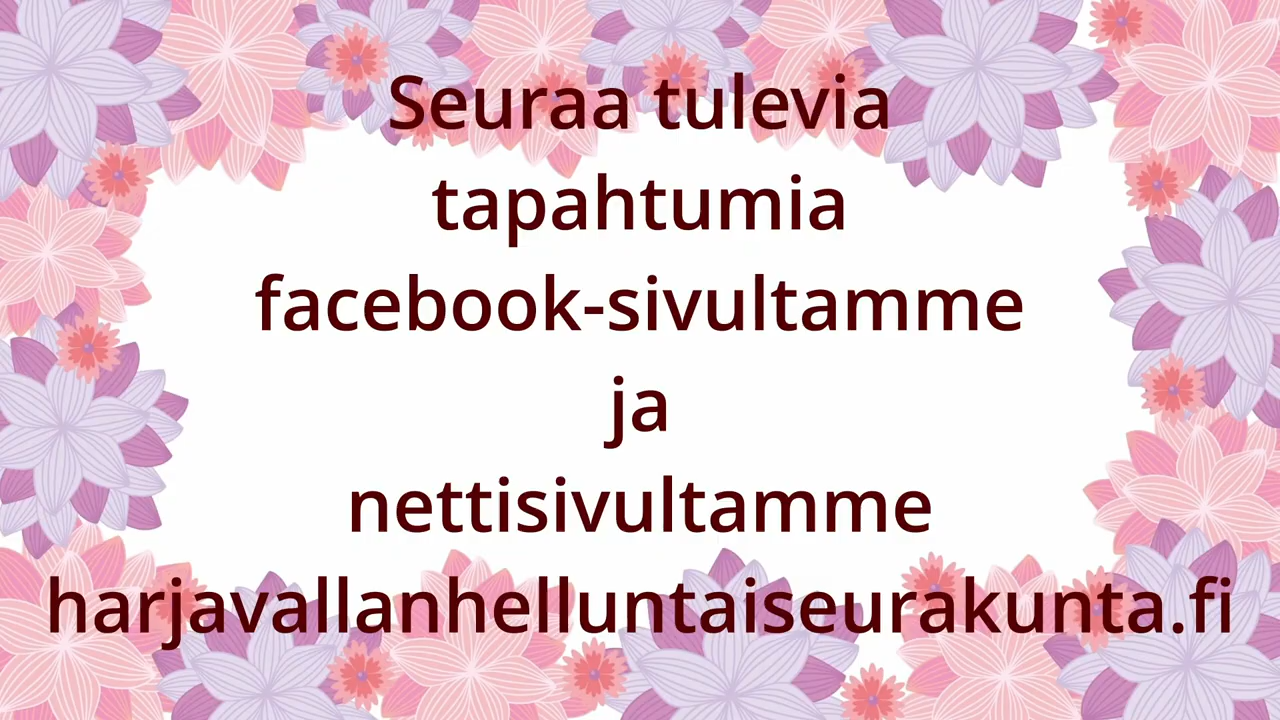 Seuraa tulevia
tapahtumia
facebook-sivultamme
ja
nettisivultamme
harjavallanhelluntaiseurakunta.fi